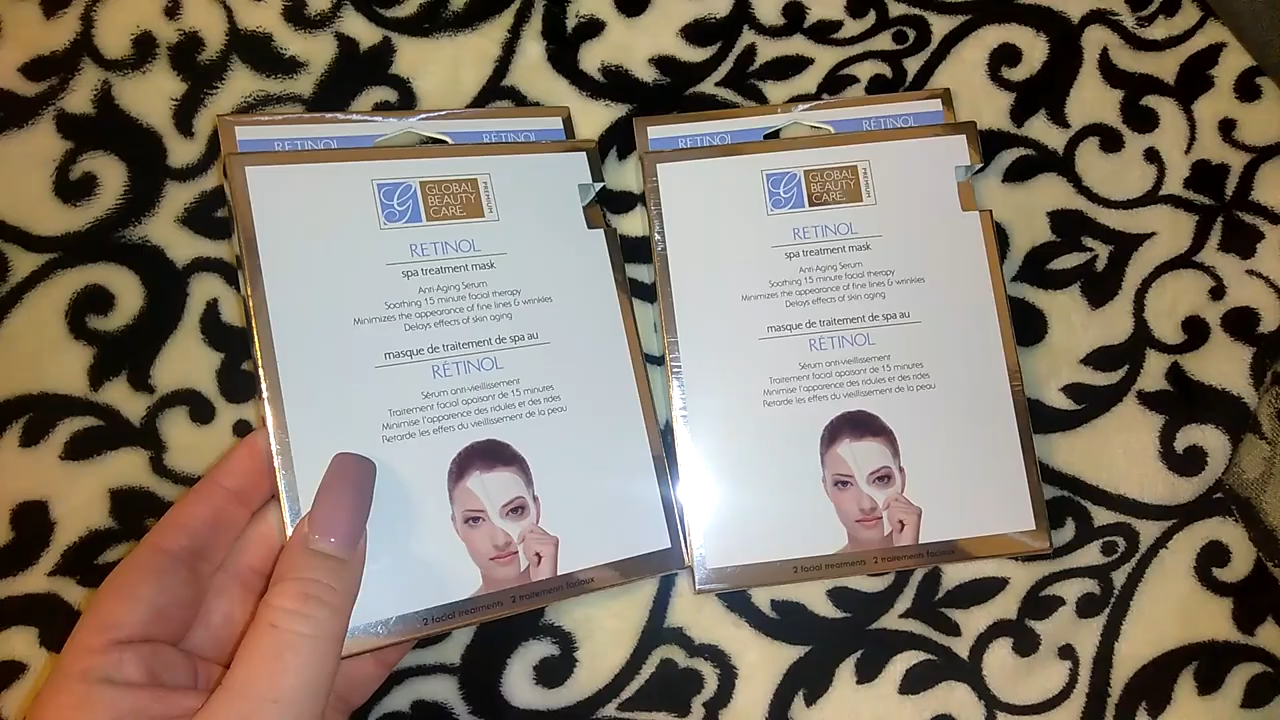 RETINOL RÉTINOL
G GLOBAL BEAUTY CARE. PREMIUM
RETINOL
spa treatment mask
Anti-Aging Serum
Soothing 15 minure facial therapy
Minimizes the appearance of fine lines & wrinkles
Delays effects of skin aging
masque de traitement de spa au
RÉTINOL
Sérum anti-vieillissement
Traitement facial apaisant de 15 minutes
Minimise l'apparence des ridules et des rides
Retarde les effers du vieillissement de la peau
2 facial treatments 2 traitements faciaux
RETINOL RÉTINOL
G GLOBAL BEAUTY CARE. PREMIUM
RETINOL
spa treatment mask
Anti-Aging Serum
Soothing 15 minure facial therapy
Minimizes the appearance of fine lines & wrinkles
Delays effects of skin aging
masque de traitement de spa au
RÉTINOL
Sérum anti-vieillissement
Traitement facial apaisant de 15 minutes
Minimise l'apparence des ridules et des rides
Retarde les effers du vieillissement de la peau
2 facial treatments 2 traitements faciaux